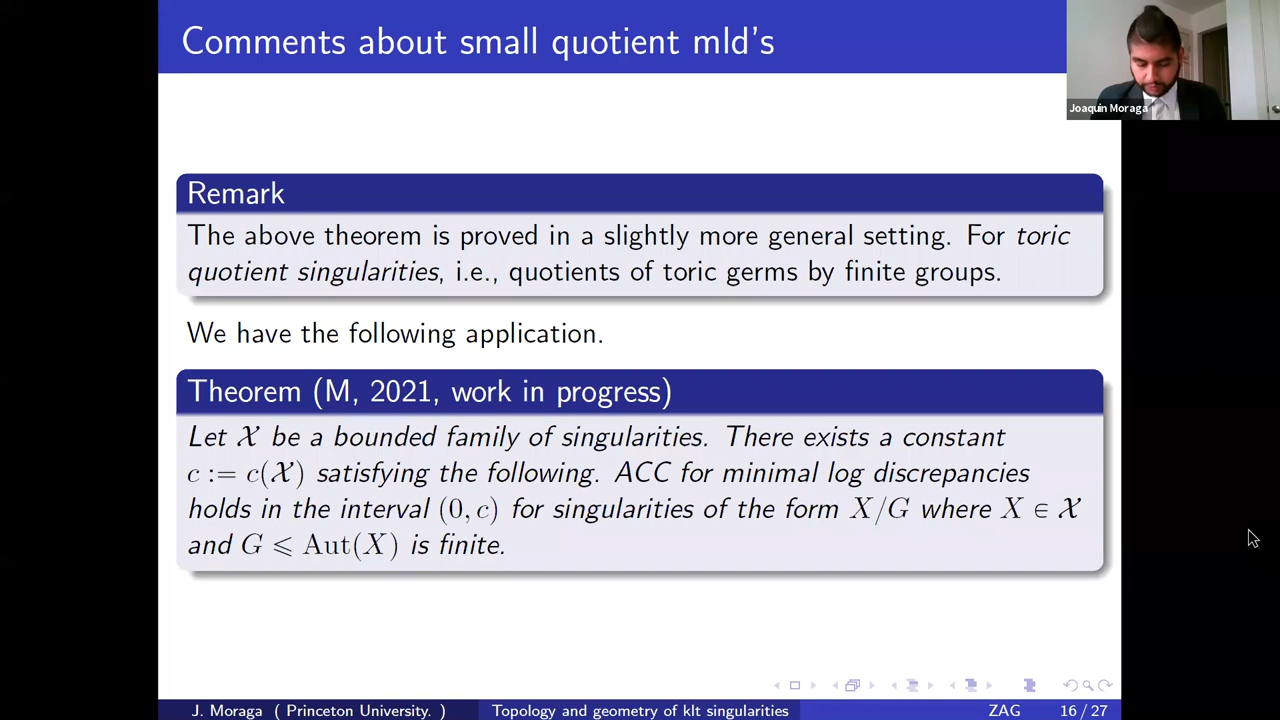 Comments about small quotient mld's
Joaquín Moraga
Remark
The above theorem is proved in a slightly more general setting. For toric
quotient singularities, i.e., quotients of toric germs by finite groups.
We have the following application.
Theorem (M, 2021, work in progress)
Let 𝒳 be a bounded family of singularities. There exists a constant
c := c(𝒳) satisfying the following. ACC for minimal log discrepancies
holds in the interval (0, c) for singularities of the form X/G where X ∈ 𝒳
and G ⩽ Aut(X) is finite.
J. Moraga ( Princeton University. ) Topology and geometry of klt singularities ZAG 16 / 27